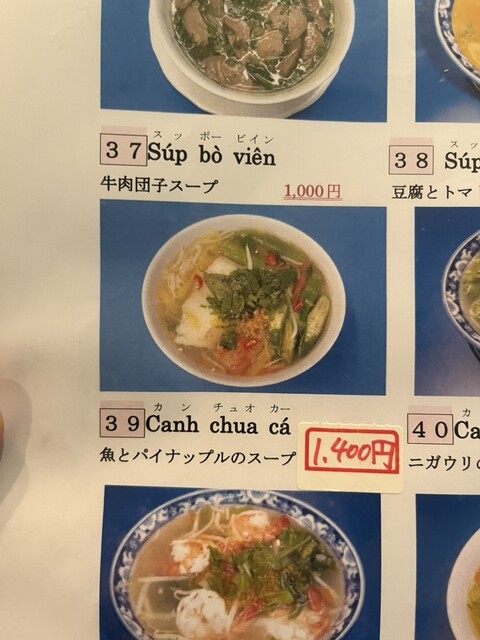 スッ ボー ビイン
37 Súp bò viên
牛肉団子スープ 1,000円
スッ
38 Súp
豆腐とトマ
カン チュオ カー
39 Canh chua cá
魚とパイナップルのスープ 1,400円
カ
40 Ca
ニガウリの